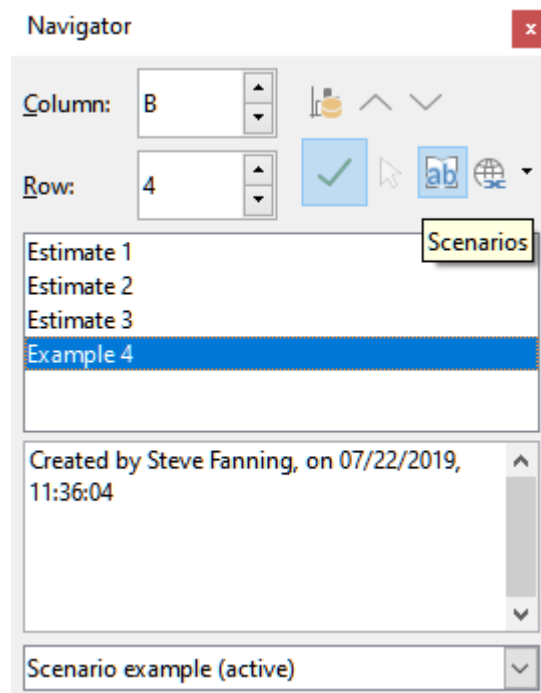 Navigator
x
Column:
B
Row:
4
ab
Scenarios
Estimate 1
Estimate 2
Estimate 3
Example 4
Created by Steve Fanning, on 07/22/2019,
11:36:04
Scenario example (active)